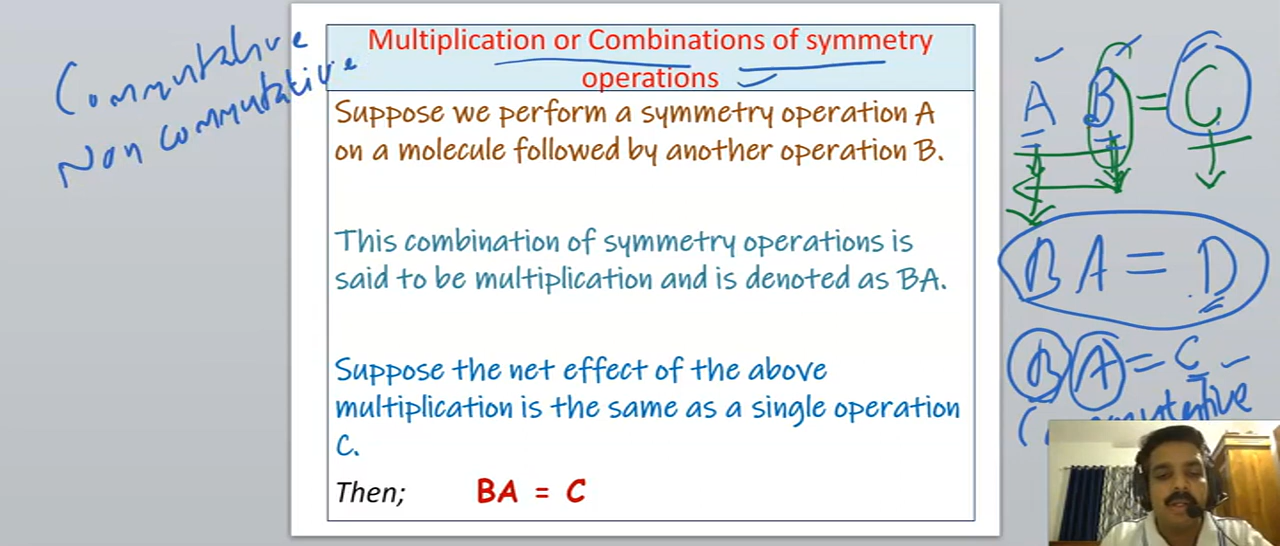 Commutative
Non commutative
Multiplication or Combinations of symmetry
operations
Suppose we perform a symmetry operation A
on a molecule followed by another operation B.
This combination of symmetry operations is
said to be multiplication and is denoted as BA.
Suppose the net effect of the above
multiplication is the same as a single operation
C.
Then; BA = C
A B = C
BA = D
BA = C